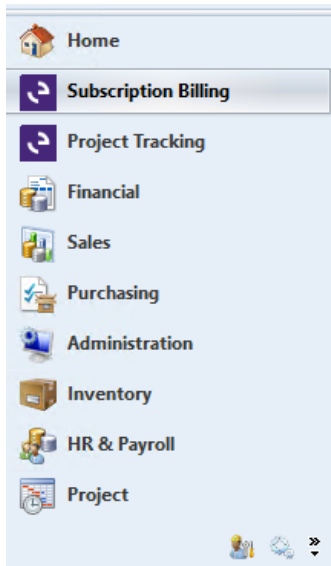 Home
Subscription Billing
Project Tracking
Financial
Sales
Purchasing
Administration
Inventory
HR & Payroll
Project